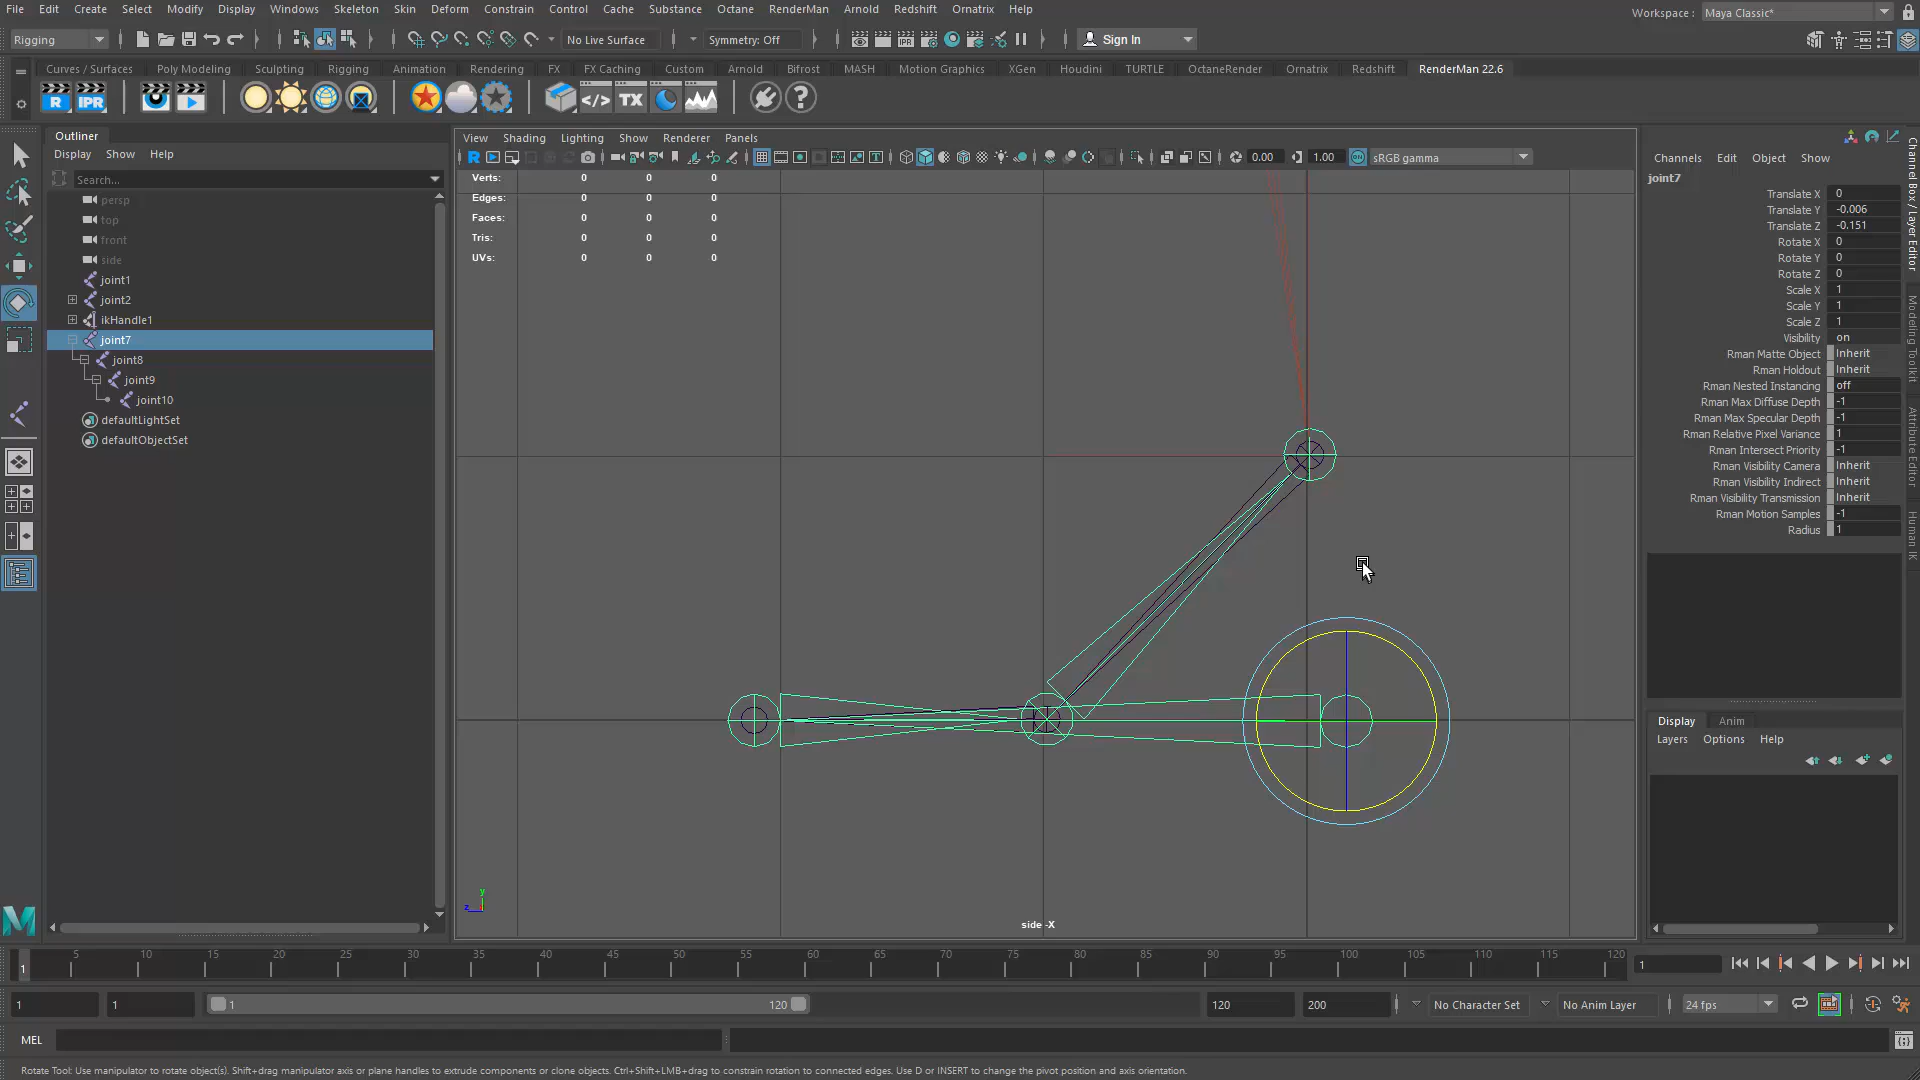 File Edit Create Select Modify Display Windows Skeleton Skin Deform Constrain Control Cache Substance Octane RenderMan Arnold Redshift Ornatrix Help
Workspace : Maya Classic*
Rigging
No Live Surface
Symmetry: Off
Sign In
Curves / Surfaces Poly Modeling Sculpting Rigging Animation Rendering FX FX Caching Custom Arnold Bifrost MASH Motion Graphics XGen Houdini TURTLE OctaneRender Ornatrix Redshift RenderMan 22.6
R IPR </> TX ?
Outliner
Display Show Help
Search...
persp
top
front
side
joint1
joint2
ikHandle1
joint7
joint8
joint9
joint10
defaultLightSet
defaultObjectSet
View Shading Lighting Show Renderer Panels
0.00 1.00 sRGB gamma
Verts: 0 0 0
Edges: 0 0 0
Faces: 0 0 0
Tris: 0 0 0
UVs: 0 0 0
y
z
side -X
Channels Edit Object Show
joint7
Translate X 0
Translate Y -0.006
Translate Z -0.151
Rotate X 0
Rotate Y 0
Rotate Z 0
Scale X 1
Scale Y 1
Scale Z 1
Visibility on
Rman Matte Object Inherit
Rman Holdout Inherit
Rman Nested Instancing off
Rman Max Diffuse Depth -1
Rman Max Specular Depth -1
Rman Relative Pixel Variance 1
Rman Intersect Priority -1
Rman Visibility Camera Inherit
Rman Visibility Indirect Inherit
Rman Visibility Transmission Inherit
Rman Motion Samples -1
Radius 1
Channel Box / Layer Editor
Modeling Toolkit
Attribute Editor
Human IK
Display Anim
Layers Options Help
1 5 10 15 20 25 30 35 40 45 50 55 60 65 70 75 80 85 90 95 100 105 110 115 120
1
1 1 1 120 120 200 No Character Set No Anim Layer 24 fps
MEL
Rotate Tool: Use manipulator to rotate object(s). Shift+drag manipulator axis or plane handles to extrude components or clone objects. Ctrl+Shift+LMB+drag to constrain rotation to connected edges. Use D or INSERT to change the pivot position and axis orientation.